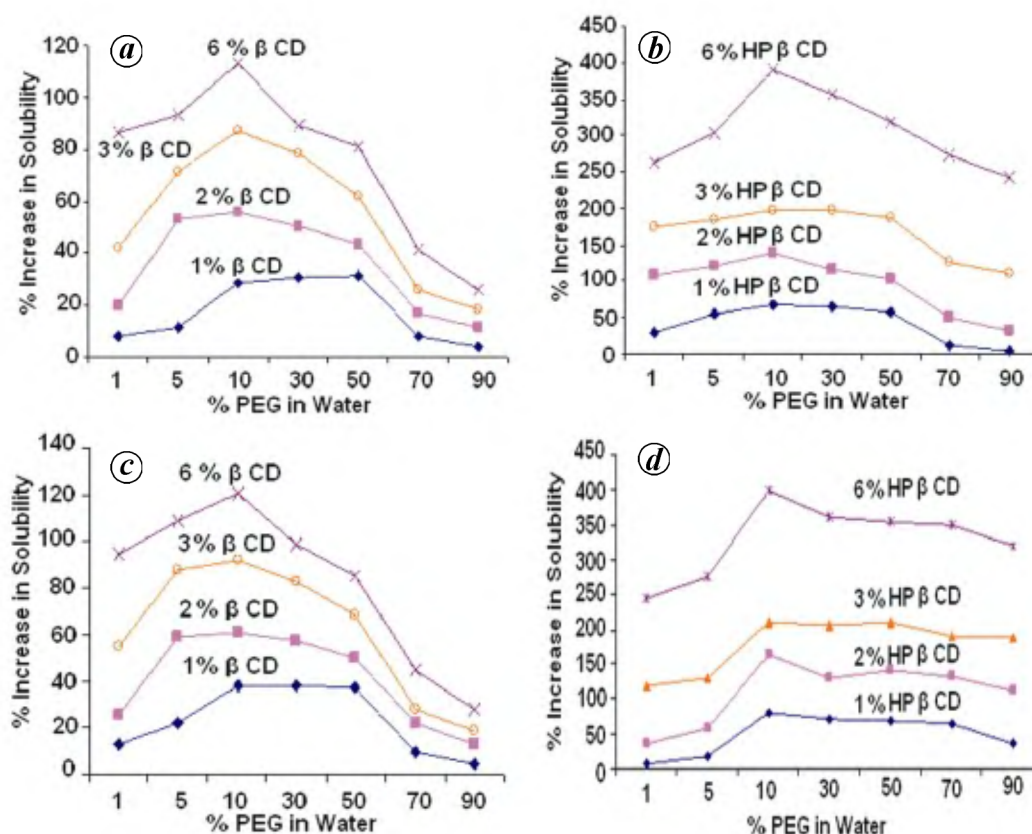 a
% Increase in Solubility
120
100
80
60
40
20
0
6 % β CD
3% β CD
2% β CD
1% β CD
1 5 10 30 50 70 90
% PEG in Water
b
% Increase in Solubility
450
400
350
300
250
200
150
100
50
0
6% HP β CD
3% HP β CD
2% HP β CD
1% HP β CD
1 5 10 30 50 70 90
% PEG in Water
c
% Increase in Solubility
140
120
100
80
60
40
20
0
6 % β CD
3% β CD
2% β CD
1% β CD
1 5 10 30 50 70 90
% PEG in Water
d
% Increase in Solubility
450
400
350
300
250
200
150
100
50
0
6% HP β CD
3% HP β CD
2% HP β CD
1% HP β CD
1 5 10 30 50 70 90
% PEG in Water